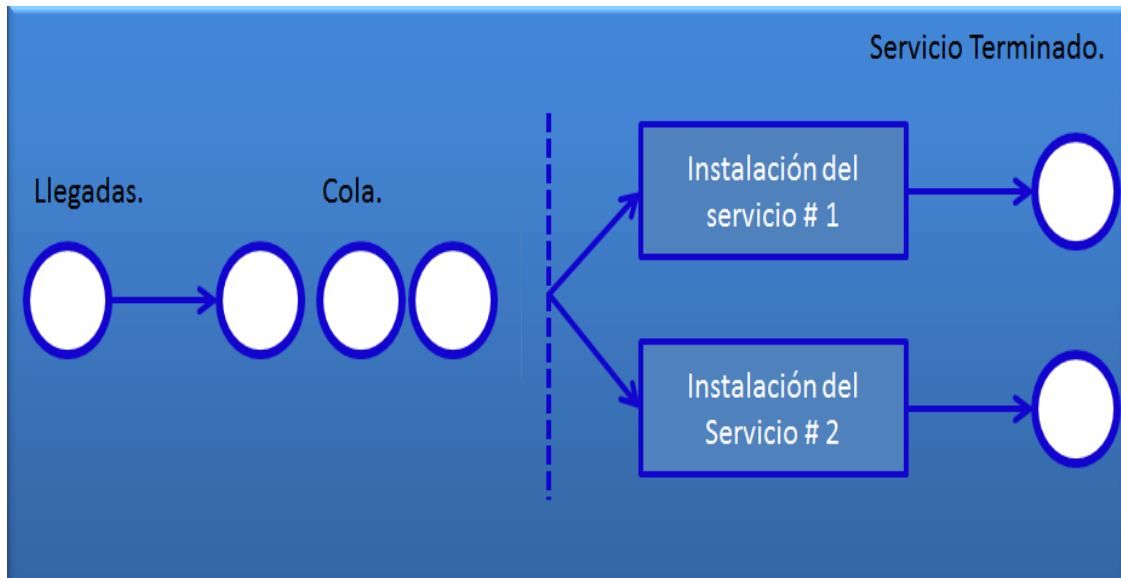 Servicio Terminado.
Llegadas.
Cola.
Instalación del
servicio # 1
Instalación del
Servicio # 2